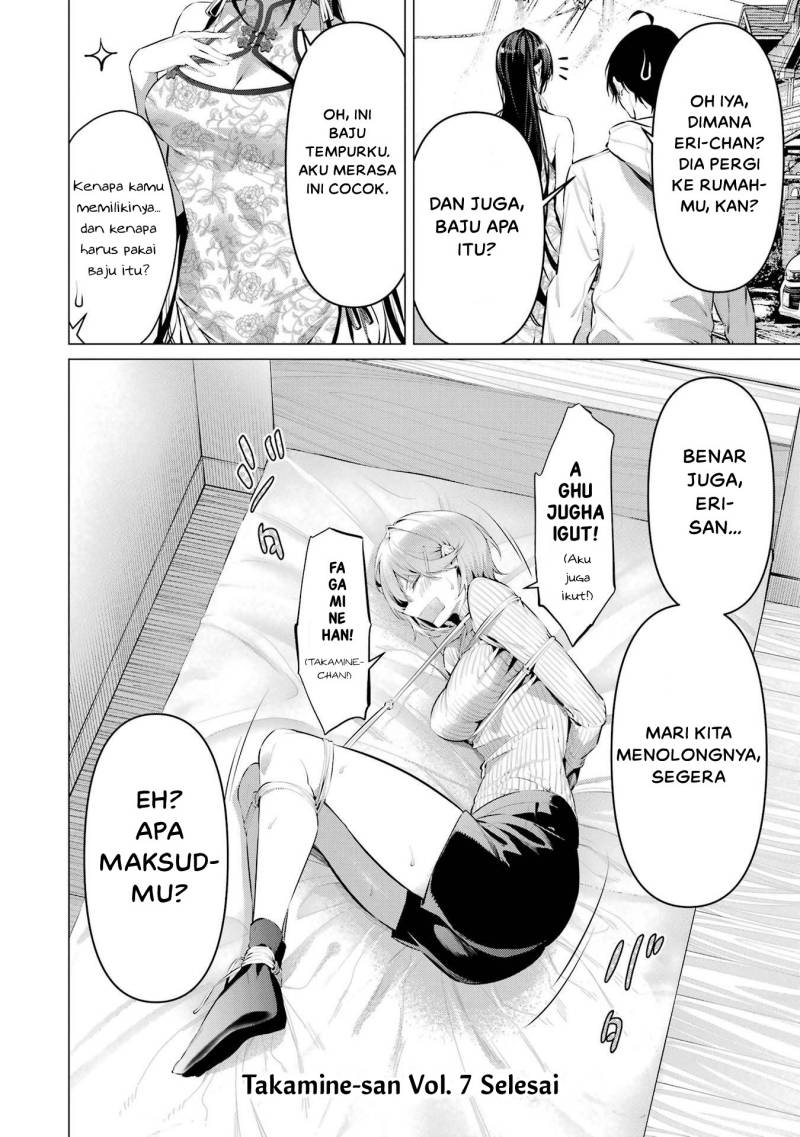 OH IYA,
DIMANA
ERI-CHAN?
DIA PERGI
KE RUMAH-
MU, KAN?
DAN JUGA,
BAJU APA
ITU?
OH, INI
BAJU
TEMPURKU.
AKU MERASA
INI COCOK.
Kenapa kamu
memilikinya...
dan kenapa
harus pakai
Baju itu?
BENAR
JUGA,
ERI-
SAN...
MARI KITA
MENOLONGNYA,
SEGERA
A
GHU
JUGHA
IGUT!
(Aku
juga
ikut!)
FA
GA
MI
NE
HAN!
(TAKAMINE-
CHAN!)
EH?
APA
MAKSUD-
MU?
Takamine-san Vol. 7 Selesai